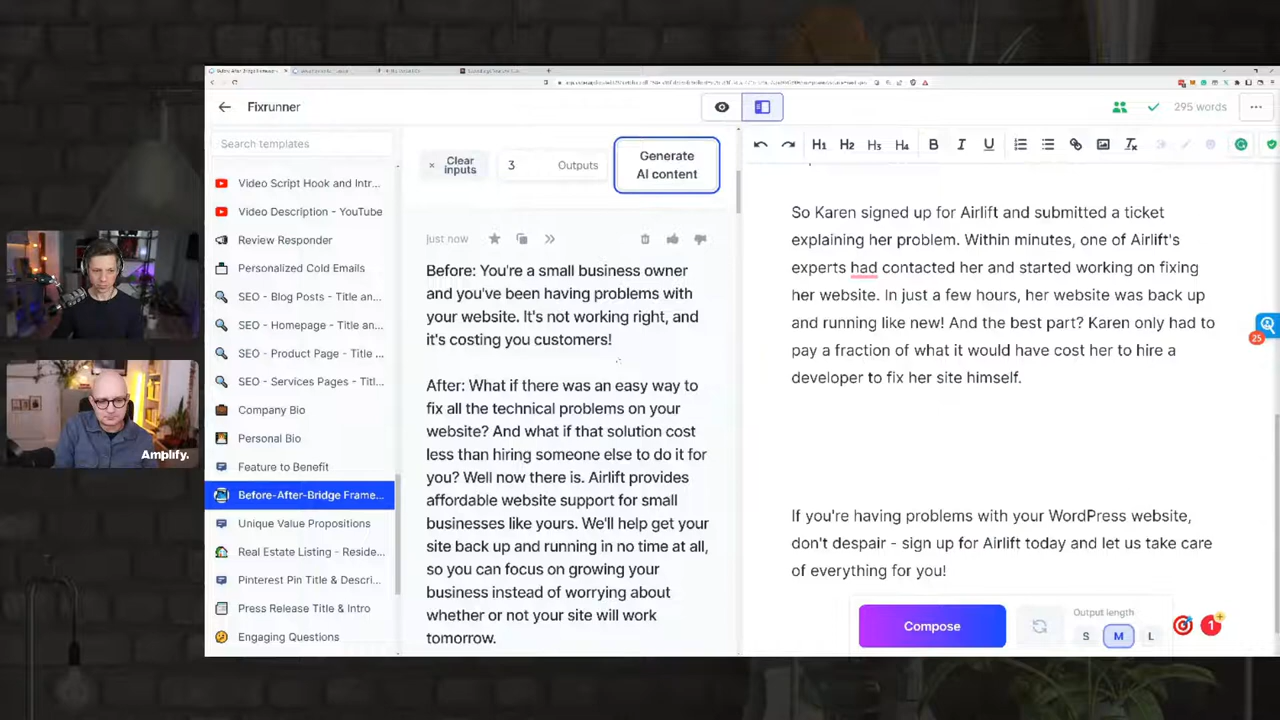 Fixrunner
295 words
Search templates
Video Script Hook and Intr...
Video Description - YouTube
Review Responder
Personalized Cold Emails
SEO - Blog Posts - Title an...
SEO - Homepage - Title an...
SEO - Product Page - Title ...
SEO - Services Pages - Titl...
Company Bio
Personal Bio
Feature to Benefit
Before-After-Bridge Frame...
Unique Value Propositions
Real Estate Listing - Reside...
Pinterest Pin Title & Descri...
Press Release Title & Intro
Engaging Questions
Clear
inputs
3 Outputs
Generate
AI content
just now
Before: You're a small business owner
and you've been having problems with
your website. It's not working right, and
it's costing you customers!
After: What if there was an easy way to
fix all the technical problems on your
website? And what if that solution cost
less than hiring someone else to do it for
you? Well now there is. Airlift provides
affordable website support for small
businesses like yours. We'll help get your
site back up and running in no time at all,
so you can focus on growing your
business instead of worrying about
whether or not your site will work
tomorrow.
H1 H2 H3 H4 B I U
So Karen signed up for Airlift and submitted a ticket
explaining her problem. Within minutes, one of Airlift's
experts had contacted her and started working on fixing
her website. In just a few hours, her website was back up
and running like new! And the best part? Karen only had to
pay a fraction of what it would have cost her to hire a
developer to fix her site himself.
If you're having problems with your WordPress website,
don't despair - sign up for Airlift today and let us take care
of everything for you!
Compose
Output length
S M L
1
25
Amplify.